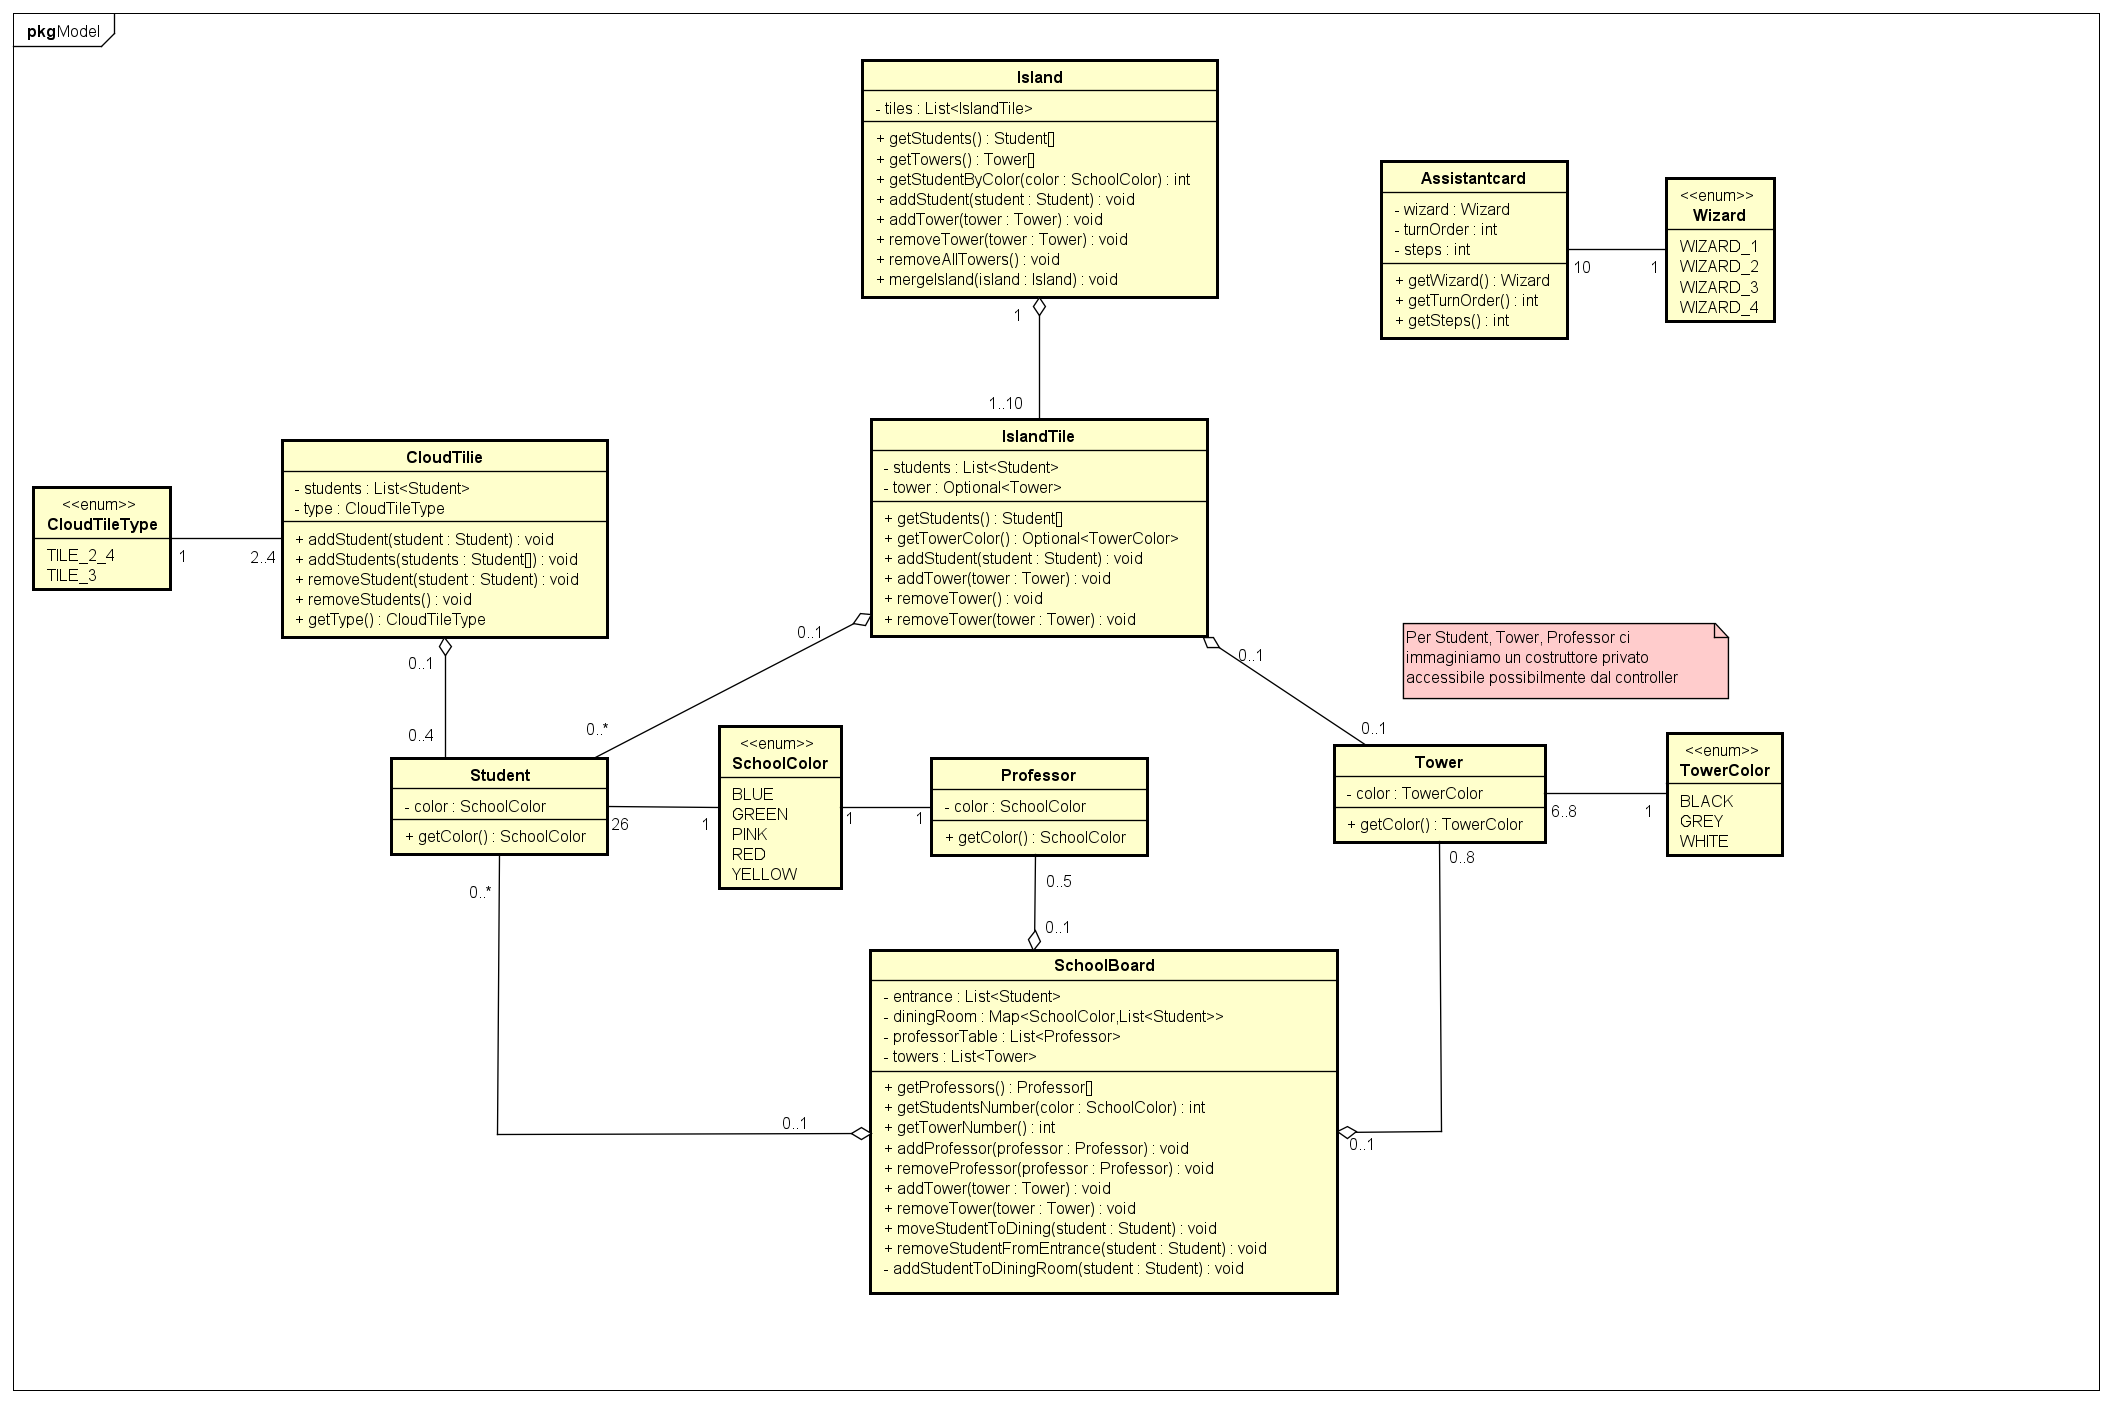 pkgModel
Island
- tiles : List<IslandTile>
+ getStudents() : Student[]
+ getTowers() : Tower[]
+ getStudentByColor(color : SchoolColor) : int
+ addStudent(student : Student) : void
+ addTower(tower : Tower) : void
+ removeTower(tower : Tower) : void
+ removeAllTowers() : void
+ mergeIsland(island : Island) : void
1
1..10
Assistantcard
- wizard : Wizard
- turnOrder : int
- steps : int
+ getWizard() : Wizard
+ getTurnOrder() : int
+ getSteps() : int
10
1
<<enum>>
Wizard
WIZARD_1
WIZARD_2
WIZARD_3
WIZARD_4
<<enum>>
CloudTileType
TILE_2_4
TILE_3
1
2..4
CloudTilie
- students : List<Student>
- type : CloudTileType
+ addStudent(student : Student) : void
+ addStudents(students : Student[]) : void
+ removeStudent(student : Student) : void
+ removeStudents() : void
+ getType() : CloudTileType
0..1
0..4
IslandTile
- students : List<Student>
- tower : Optional<Tower>
+ getStudents() : Student[]
+ getTowerColor() : Optional<TowerColor>
+ addStudent(student : Student) : void
+ addTower(tower : Tower) : void
+ removeTower() : void
+ removeTower(tower : Tower) : void
0..1
0..*
0..1
0..1
Per Student, Tower, Professor ci
immaginiamo un costruttore privato
accessibile possibilmente dal controller
Student
- color : SchoolColor
+ getColor() : SchoolColor
26
1
0..*
<<enum>>
SchoolColor
BLUE
GREEN
PINK
RED
YELLOW
1
1
Professor
- color : SchoolColor
+ getColor() : SchoolColor
0..5
0..1
Tower
- color : TowerColor
+ getColor() : TowerColor
6..8
1
0..8
<<enum>>
TowerColor
BLACK
GREY
WHITE
SchoolBoard
- entrance : List<Student>
- diningRoom : Map<SchoolColor,List<Student>>
- professorTable : List<Professor>
- towers : List<Tower>
+ getProfessors() : Professor[]
+ getStudentsNumber(color : SchoolColor) : int
+ getTowerNumber() : int
+ addProfessor(professor : Professor) : void
+ removeProfessor(professor : Professor) : void
+ addTower(tower : Tower) : void
+ removeTower(tower : Tower) : void
+ moveStudentToDining(student : Student) : void
+ removeStudentFromEntrance(student : Student) : void
- addStudentToDiningRoom(student : Student) : void
0..1
0..1